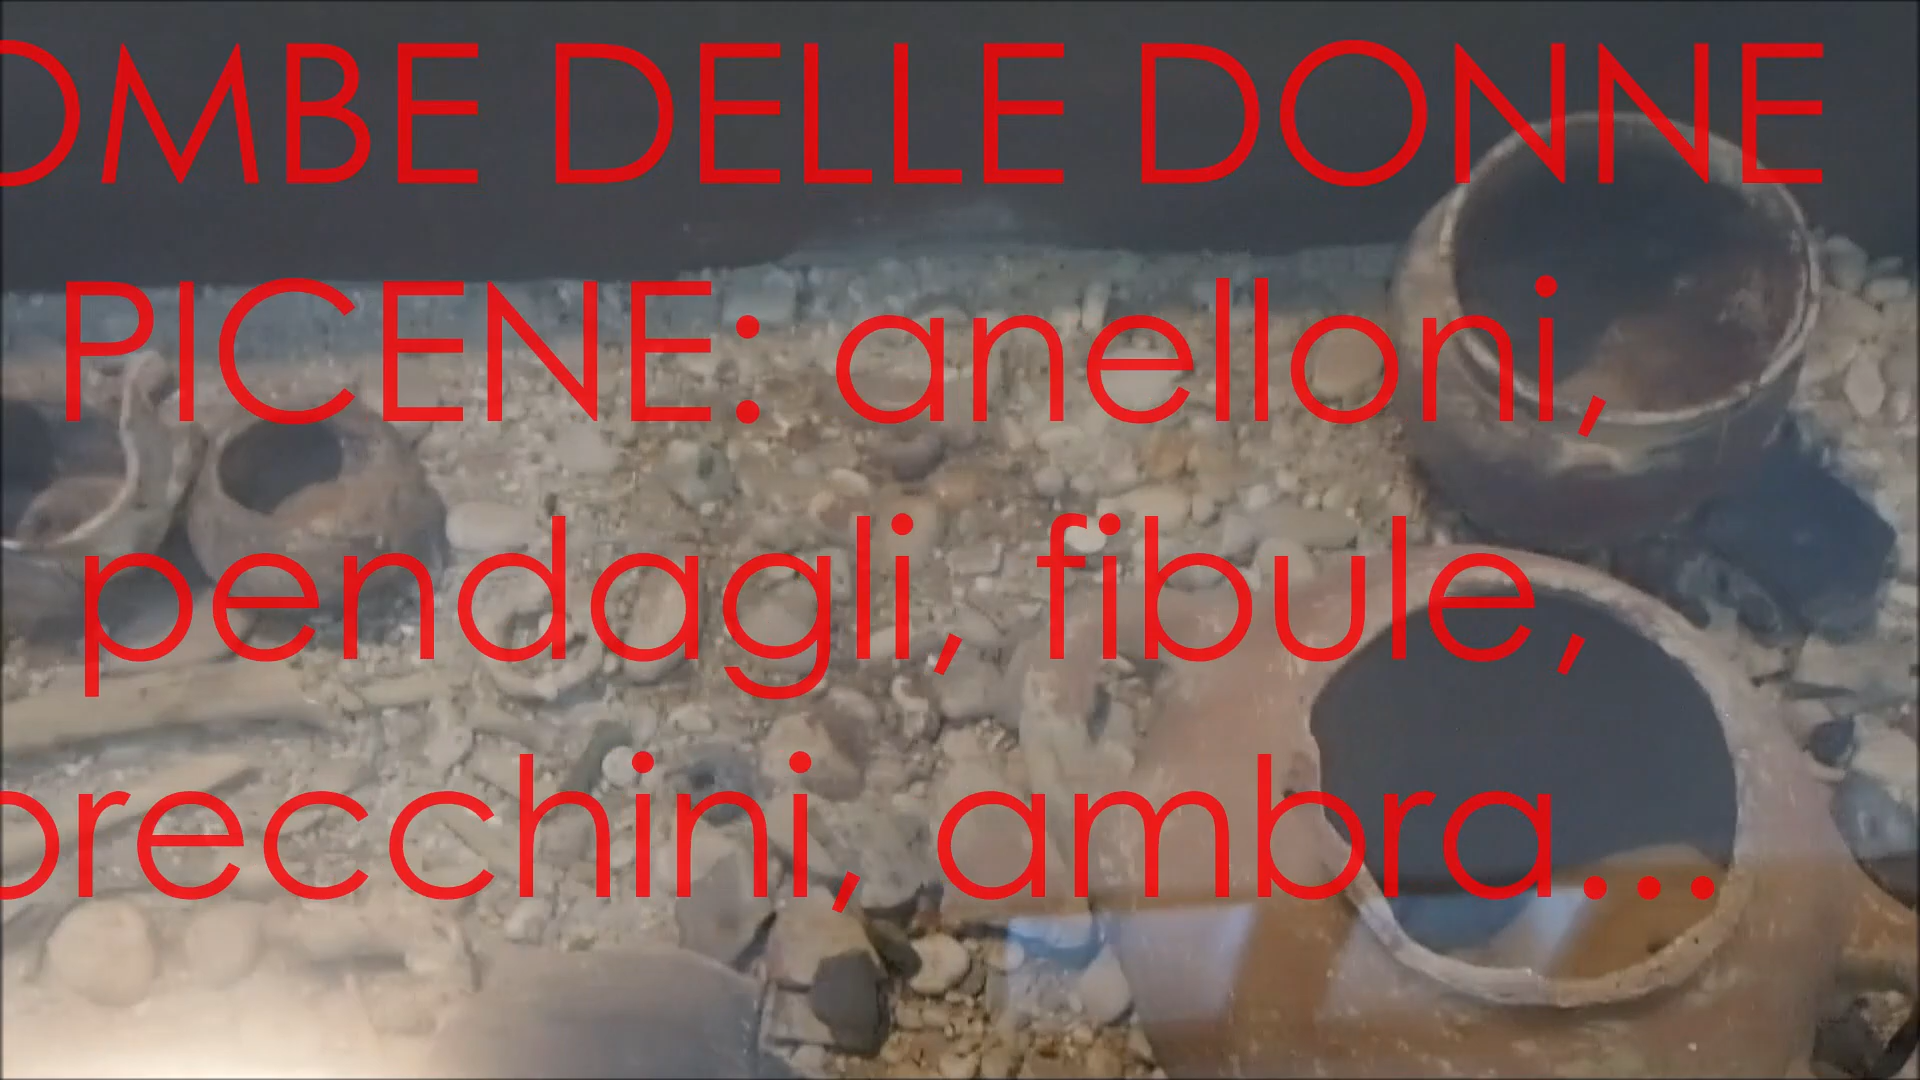 OMBE DELLE DONNE
PICENE: anelloni,
pendagli, fibule,
orecchini, ambra...